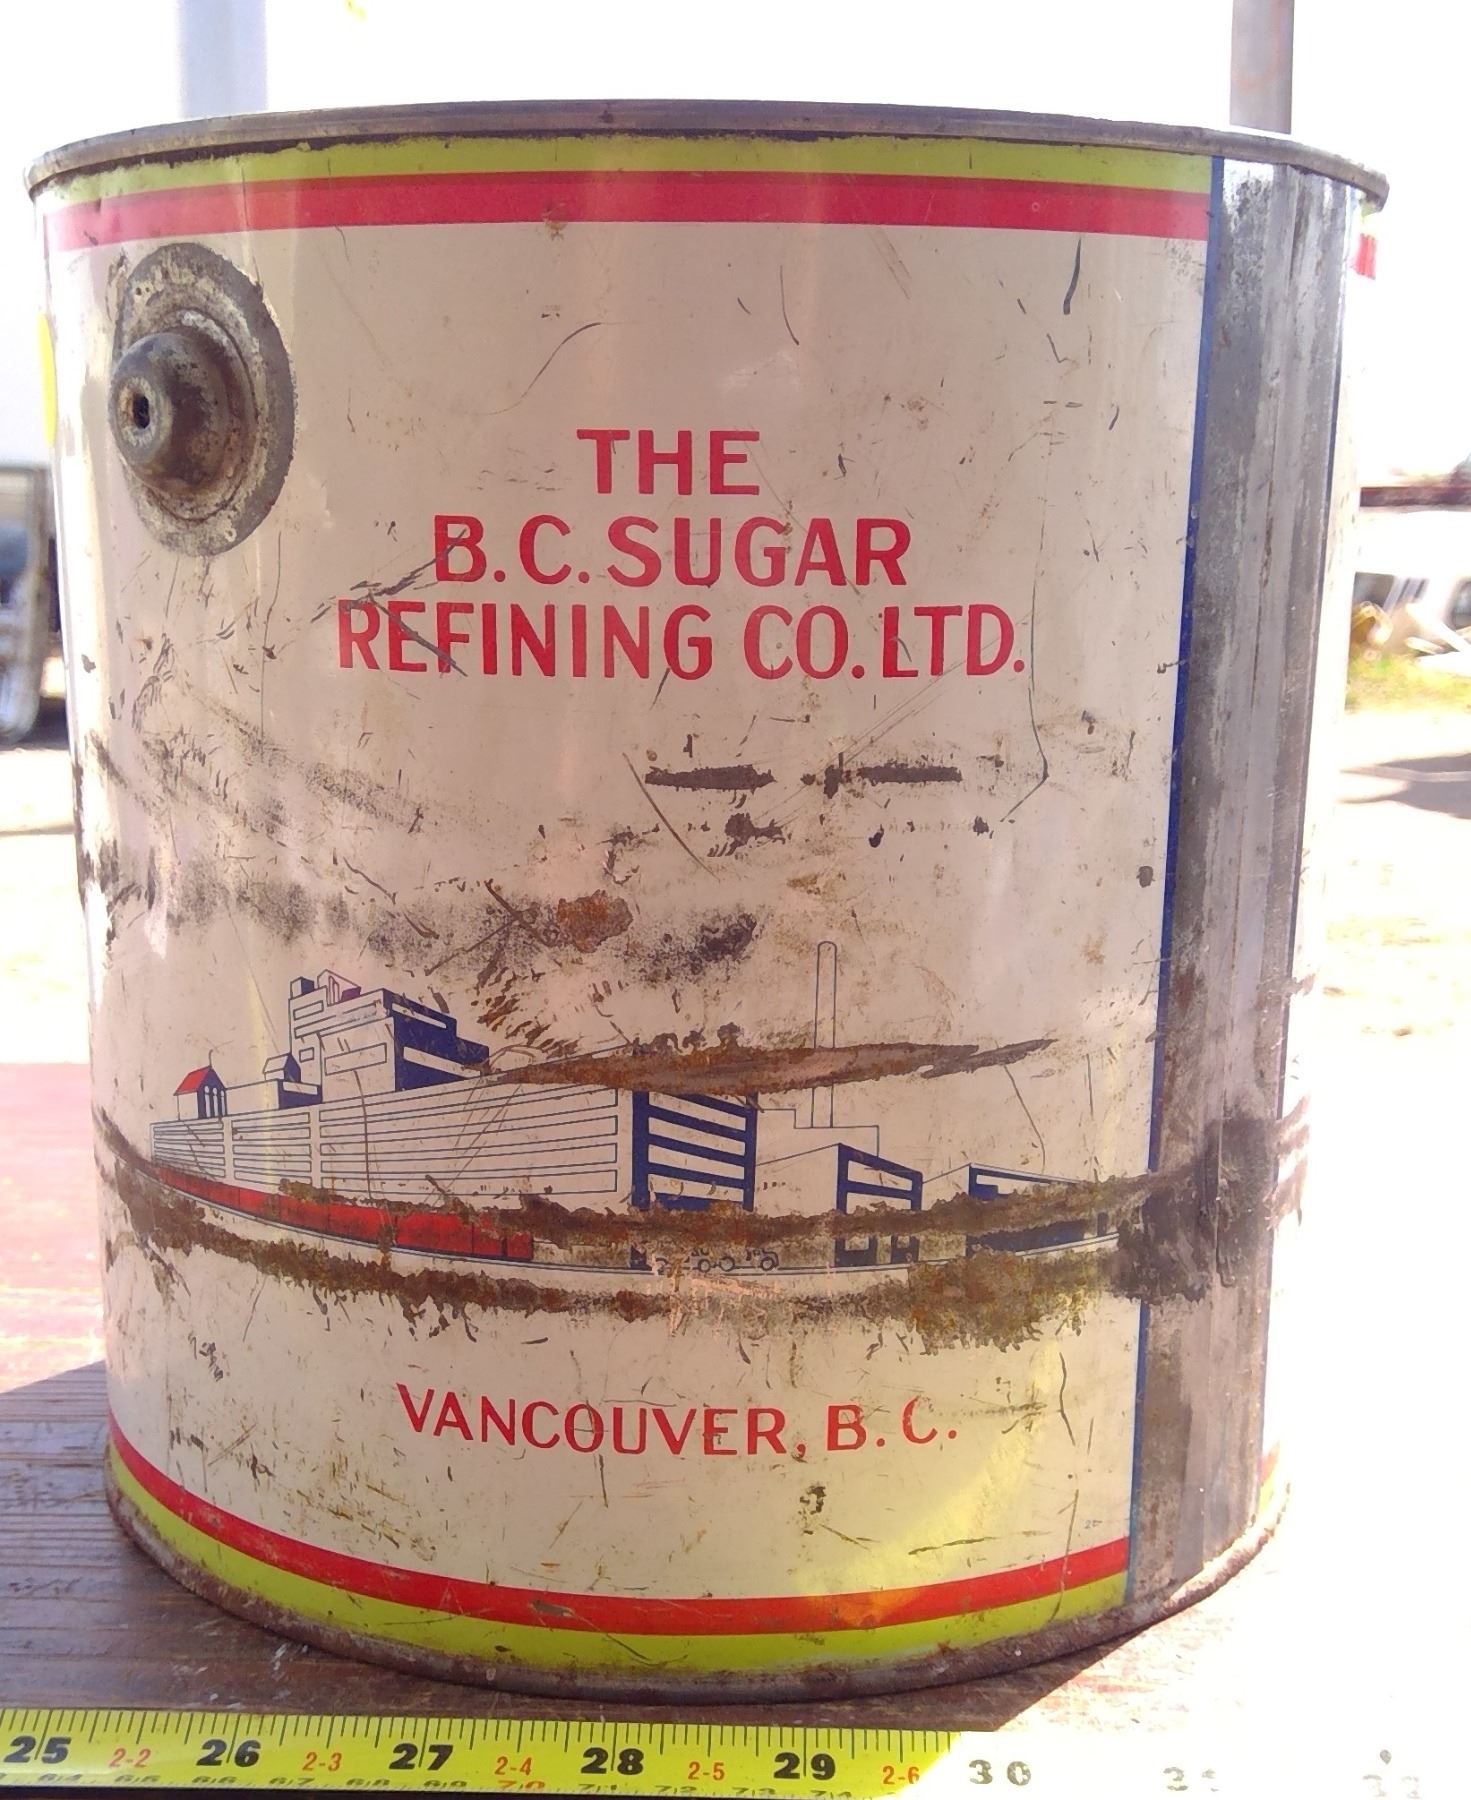 THE
B.C. SUGAR
REFINING CO. LTD.
VANCOUVER, B.C.
25 2-2 26 2-3 27 2-4 28 2-5 29 2-6 30